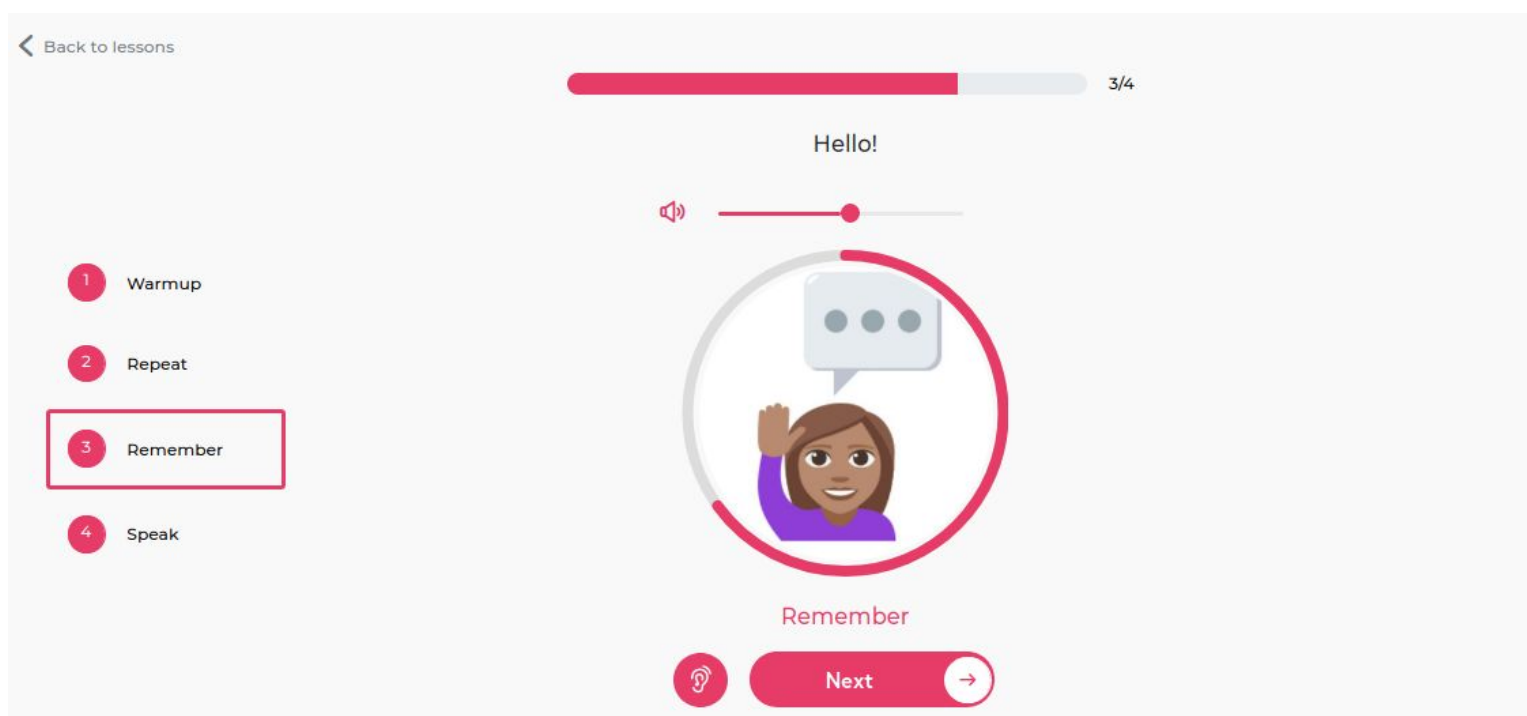 Back to lessons
3/4
Hello!
1 Warmup
2 Repeat
3 Remember
4 Speak
Remember
Next